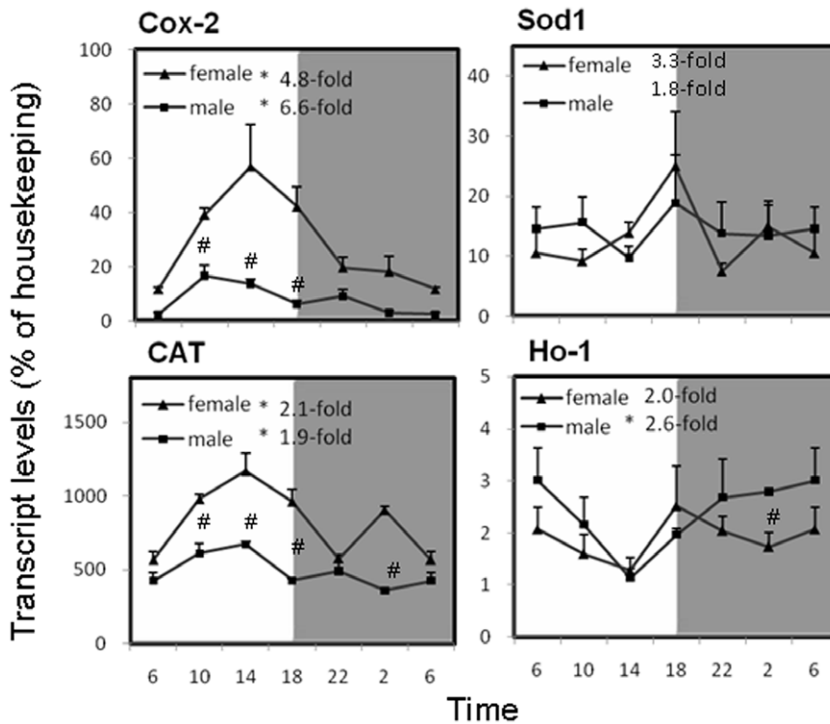 Transcript levels (% of housekeeping)
Cox-2
100
80
60
40
20
0
female * 4.8-fold
male * 6.6-fold
#
#
#
Sod1
40
30
20
10
0
female 3.3-fold
male 1.8-fold
CAT
1500
1000
500
0
female * 2.1-fold
male * 1.9-fold
#
#
#
#
6 10 14 18 22 2 6
Ho-1
5
4
3
2
1
0
female 2.0-fold
male * 2.6-fold
#
6 10 14 18 22 2 6
Time